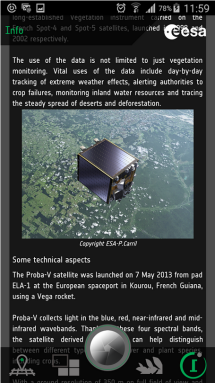 78% 11:59
Info
esa
long-established vegetation instrument carried on the
Spot-4 and Spot-5 satellites, launched in
2002 respectively.
The use of the data is not limited to just vegetation
monitoring. Vital uses of the data include day-by-day
tracking of extreme weather effects, alerting authorities to
crop failures, monitoring inland water resources and tracing
the steady spread of deserts and deforestation.
Copyright ESA-P.Carril
Some technical aspects
The Proba-V satellite was launched on 7 May 2013 from pad
ELA-1 at the European spaceport in Kourou, French Guiana,
using a Vega rocket.
Proba-V collects light in the blue, red, near-infrared and mid-
infrared wavebands. these four spectral bands,
the satellite derived can help distinguish
between different and plant species,
including crops.